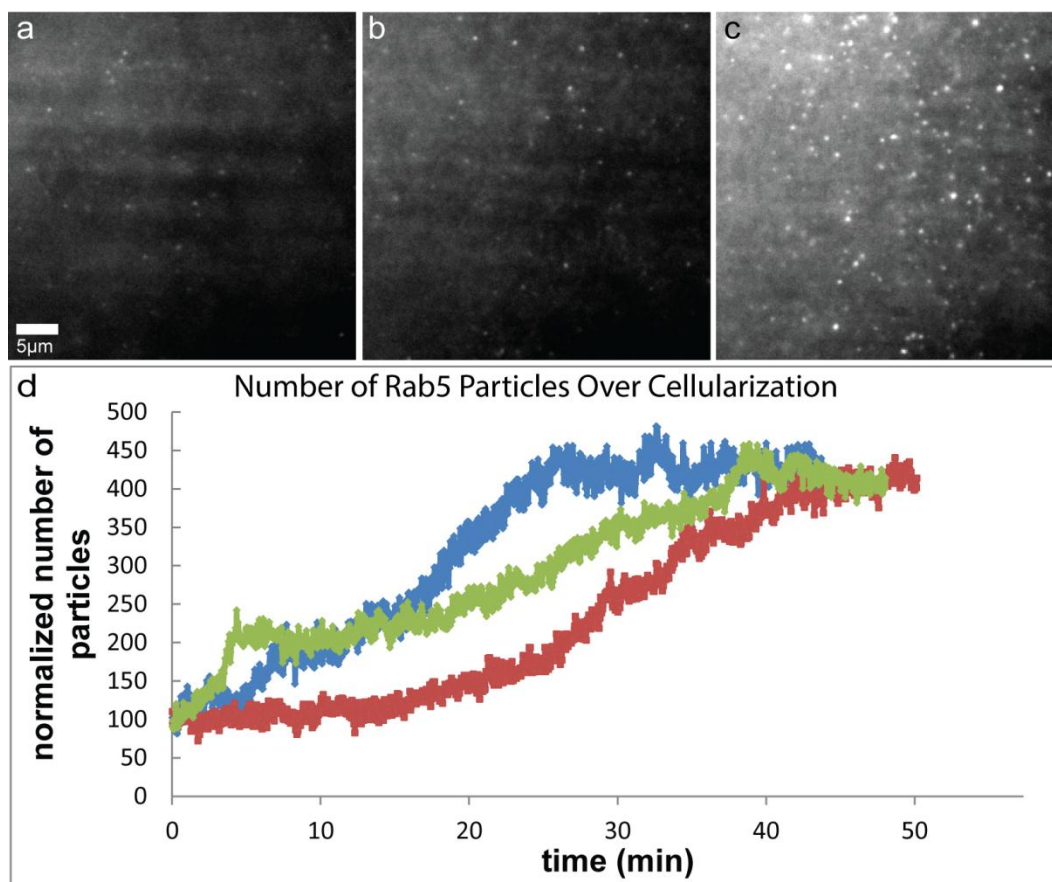 a
b
c
5µm
d
Number of Rab5 Particles Over Cellularization
normalized number of
particles
500
450
400
350
300
250
200
150
100
50
0
0 10 20 30 40 50
time (min)